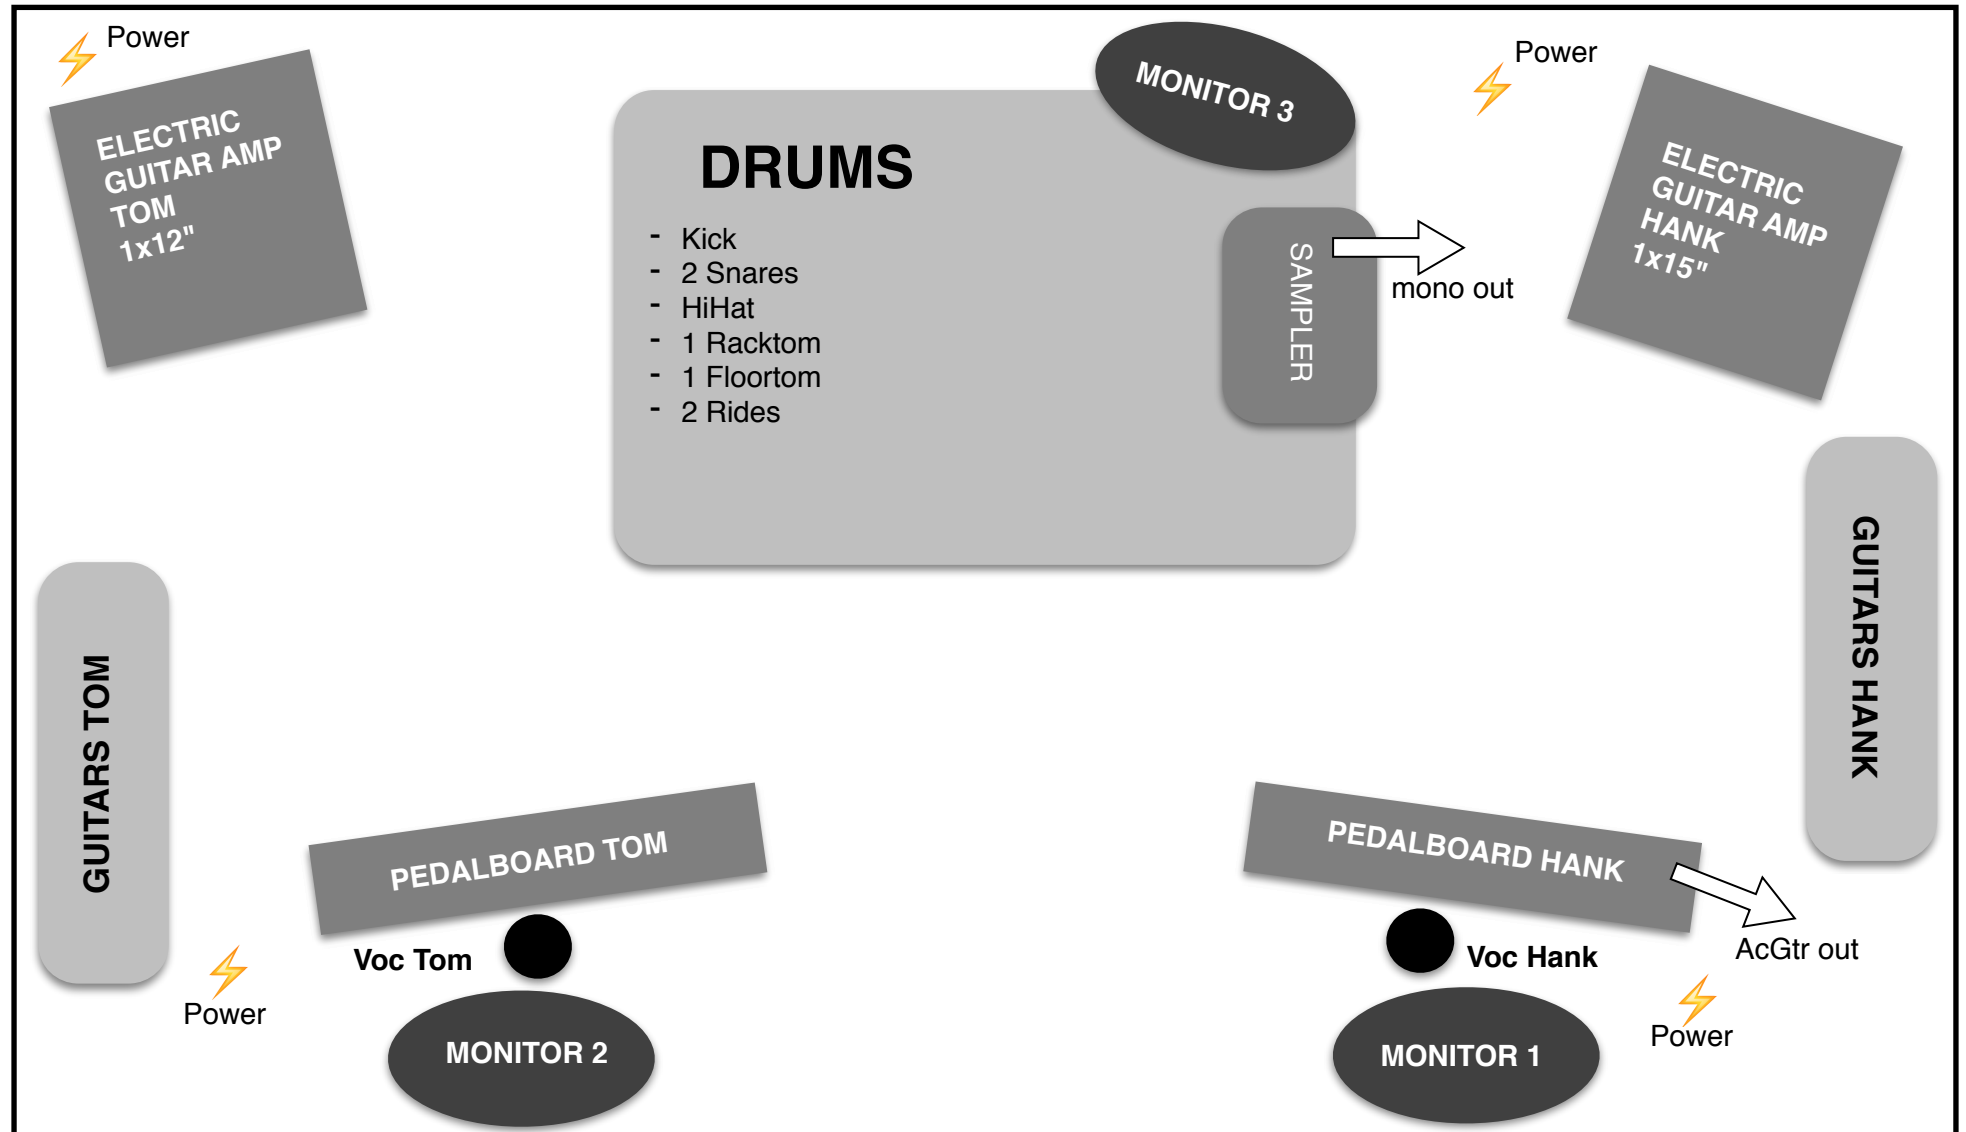 Power
ELECTRIC
GUITAR AMP
TOM
1x12"
DRUMS
- Kick
- 2 Snares
- HiHat
- 1 Racktom
- 1 Floortom
- 2 Rides
MONITOR 3
SAMPLER
mono out
Power
ELECTRIC
GUITAR AMP
HANK
1x15"
GUITARS TOM
GUITARS HANK
PEDALBOARD TOM
PEDALBOARD HANK
Voc Tom
Voc Hank
AcGtr out
Power
Power
MONITOR 2
MONITOR 1